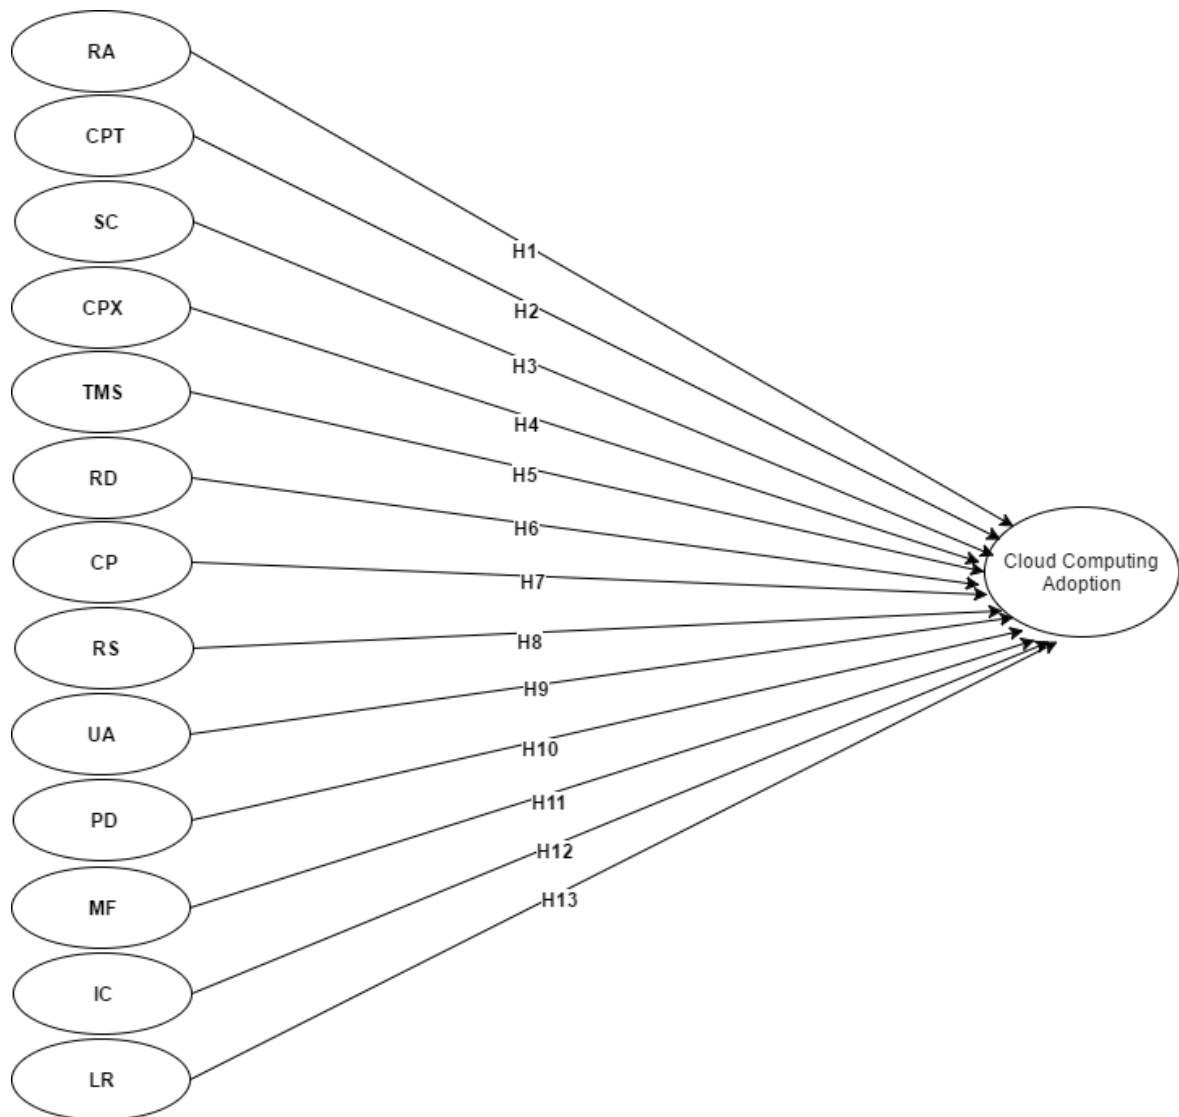 RA
CPT
SC
H1
CPX
H2
H3
TMS
H4
RD
H5
H6
CP
Cloud Computing
Adoption
H7
RS
H8
UA
H9
PD
H10
MF
H11
H12
H13
IC
LR